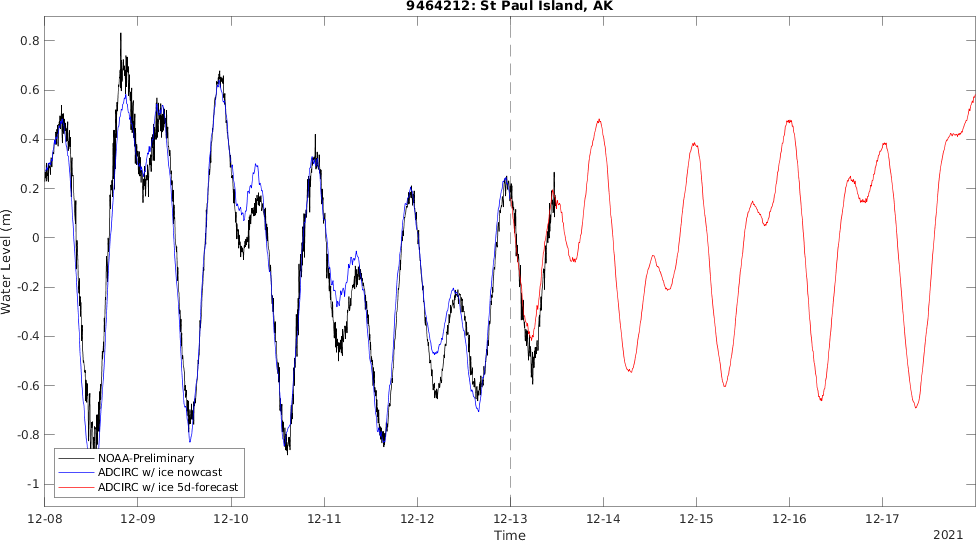 9464212: St Paul Island, AK
0.8
0.6
0.4
0.2
0
-0.2
-0.4
-0.6
-0.8
-1
Water Level (m)
NOAA-Preliminary
ADCIRC w/ ice nowcast
ADCIRC w/ ice 5d-forecast
12-08 12-09 12-10 12-11 12-12 12-13 12-14 12-15 12-16 12-17
Time
2021